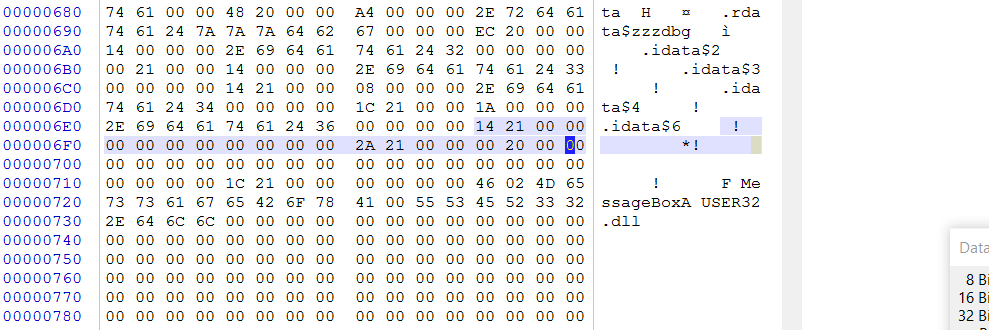 00000680 74 61 00 00 48 20 00 00 A4 00 00 00 2E 72 64 61 ta H ¤ .rda
00000690 74 61 24 7A 7A 7A 64 62 67 00 00 00 EC 20 00 00 ta$zzzdbg ì
000006A0 14 00 00 00 2E 69 64 61 74 61 24 32 00 00 00 00 .idata$2
000006B0 00 21 00 00 14 00 00 00 2E 69 64 61 74 61 24 33 ! .idata$3
000006C0 00 00 00 00 14 21 00 00 08 00 00 00 2E 69 64 61 ! .ida
000006D0 74 61 24 34 00 00 00 00 1C 21 00 00 1A 00 00 00 ta$4 !
000006E0 2E 69 64 61 74 61 24 36 00 00 00 00 14 21 00 00 .idata$6 !
000006F0 00 00 00 00 00 00 00 00 2A 21 00 00 00 20 00 00 *!
00000700 00 00 00 00 00 00 00 00 00 00 00 00 00 00 00 00
00000710 00 00 00 00 1C 21 00 00 00 00 00 00 46 02 4D 65 ! F Me
00000720 73 73 61 67 65 42 6F 78 41 00 55 53 45 52 33 32 ssageBoxA USER32
00000730 2E 64 6C 6C 00 00 00 00 00 00 00 00 00 00 00 00 .dll
00000740 00 00 00 00 00 00 00 00 00 00 00 00 00 00 00 00
00000750 00 00 00 00 00 00 00 00 00 00 00 00 00 00 00 00
00000760 00 00 00 00 00 00 00 00 00 00 00 00 00 00 00 00
00000770 00 00 00 00 00 00 00 00 00 00 00 00 00 00 00 00
00000780 00 00 00 00 00 00 00 00 00 00 00 00 00 00 00 00
Data
8 Bi
16 Bi
32 Bi